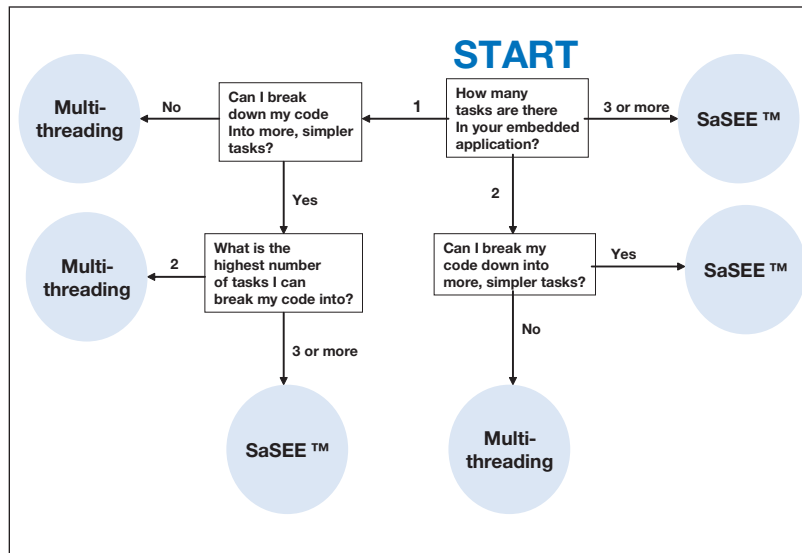 START
How many
tasks are there
In your embedded
application?
1
3 or more
SaSEE ™
Can I break
down my code
Into more, simpler
tasks?
No
Multi-
threading
Yes
2
What is the
highest number
of tasks I can
break my code into?
2
Multi-
threading
Can I break my
code down into
more, simpler tasks?
Yes
SaSEE ™
3 or more
No
SaSEE ™
Multi-
threading